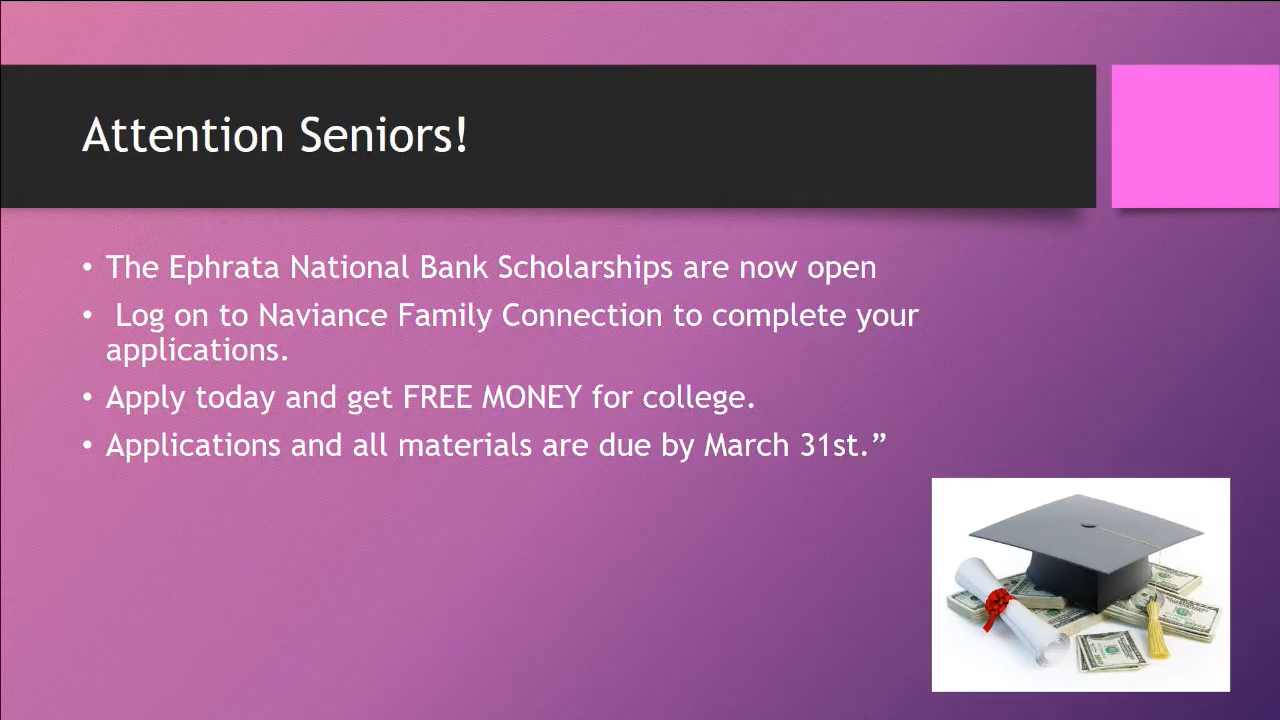 Attention Seniors!
• The Ephrata National Bank Scholarships are now open
• Log on to Naviance Family Connection to complete your
applications.
• Apply today and get FREE MONEY for college.
• Applications and all materials are due by March 31st.”